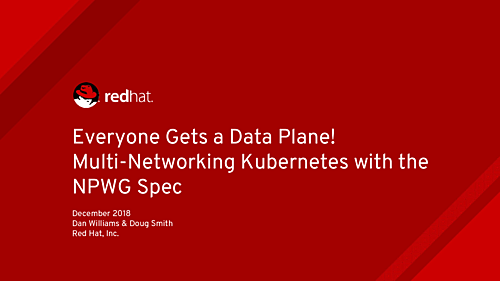 redhat.
Everyone Gets a Data Plane!
Multi-Networking Kubernetes with the
NPWG Spec
December 2018
Dan Williams & Doug Smith
Red Hat, Inc.